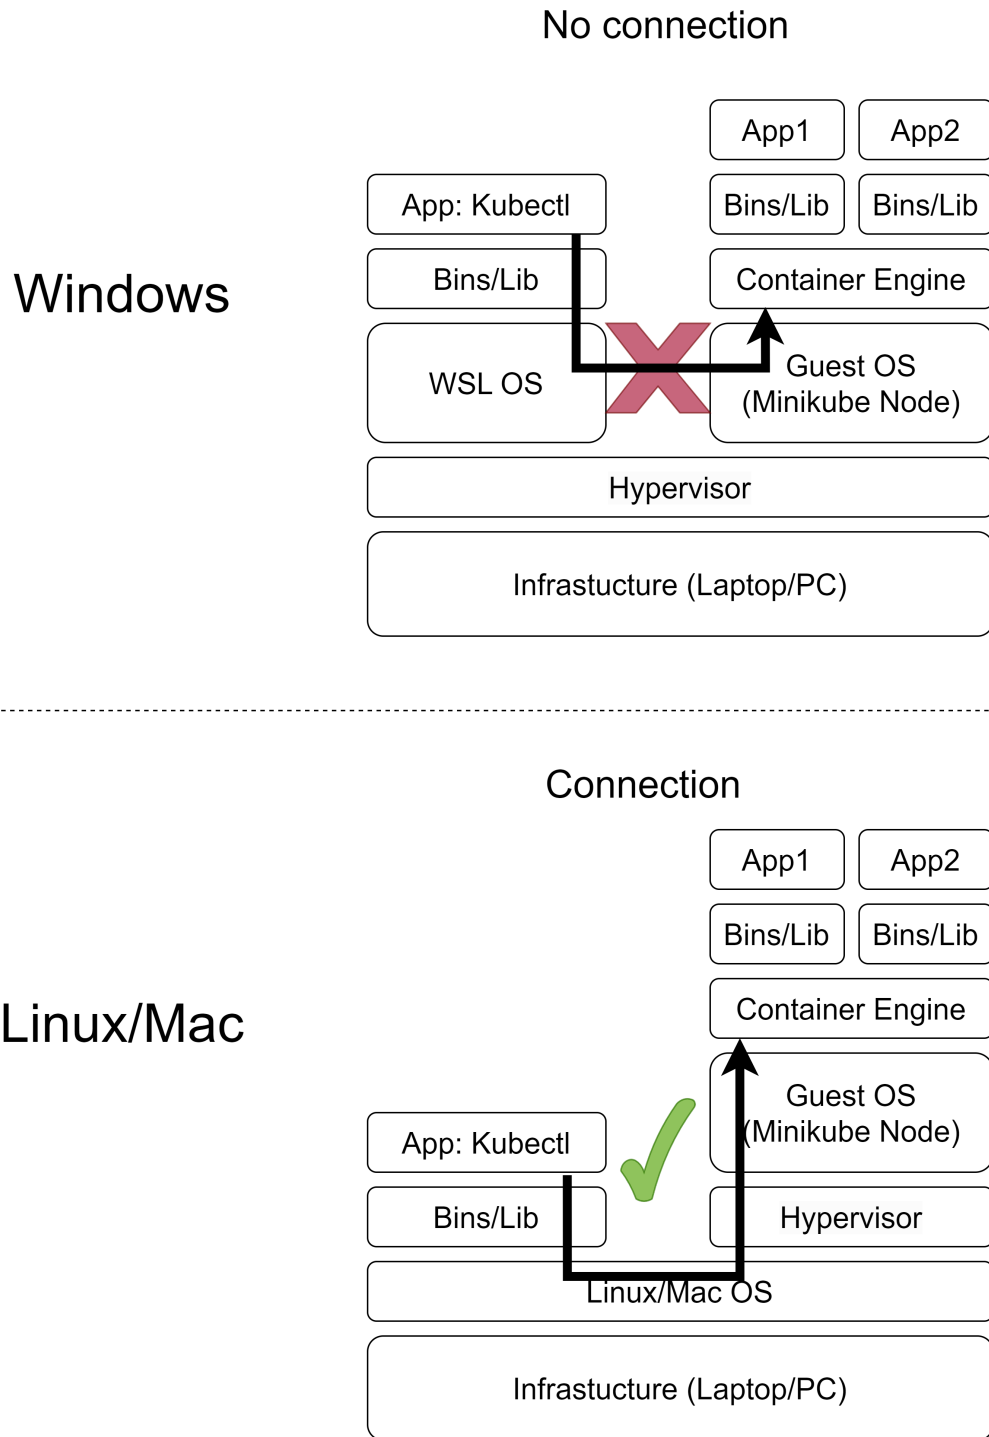 No connection
App1
App2
App: Kubectl
Bins/Lib
Bins/Lib
Windows
Bins/Lib
Container Engine
WSL OS
Guest OS
(Minikube Node)
Hypervisor
Infrastucture (Laptop/PC)
Connection
App1
App2
Bins/Lib
Bins/Lib
Linux/Mac
Container Engine
Guest OS
(Minikube Node)
App: Kubectl
Bins/Lib
Hypervisor
Linux/Mac OS
Infrastucture (Laptop/PC)